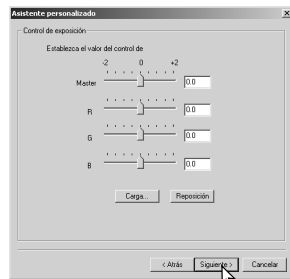 Asistente personalizado
Control de exposición
Establezca el valor del control de
-2 0 +2
Master 0.0
R 0.0
G 0.0
B 0.0
Carga... Reposición
< Atrás Siguiente > Cancelar